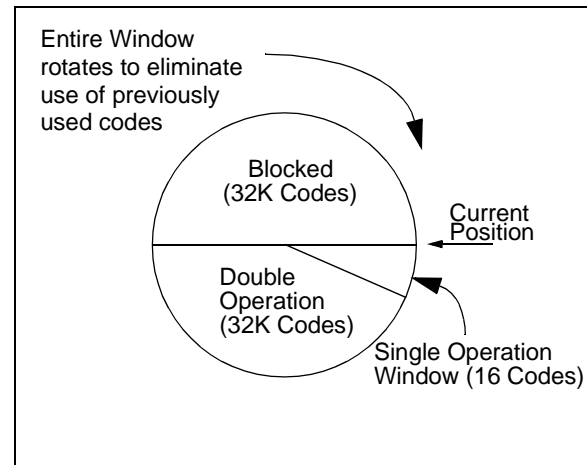 Entire Window
rotates to eliminate
use of previously
used codes
Blocked
(32K Codes)
Current
Position
Double
Operation
(32K Codes)
Single Operation
Window (16 Codes)